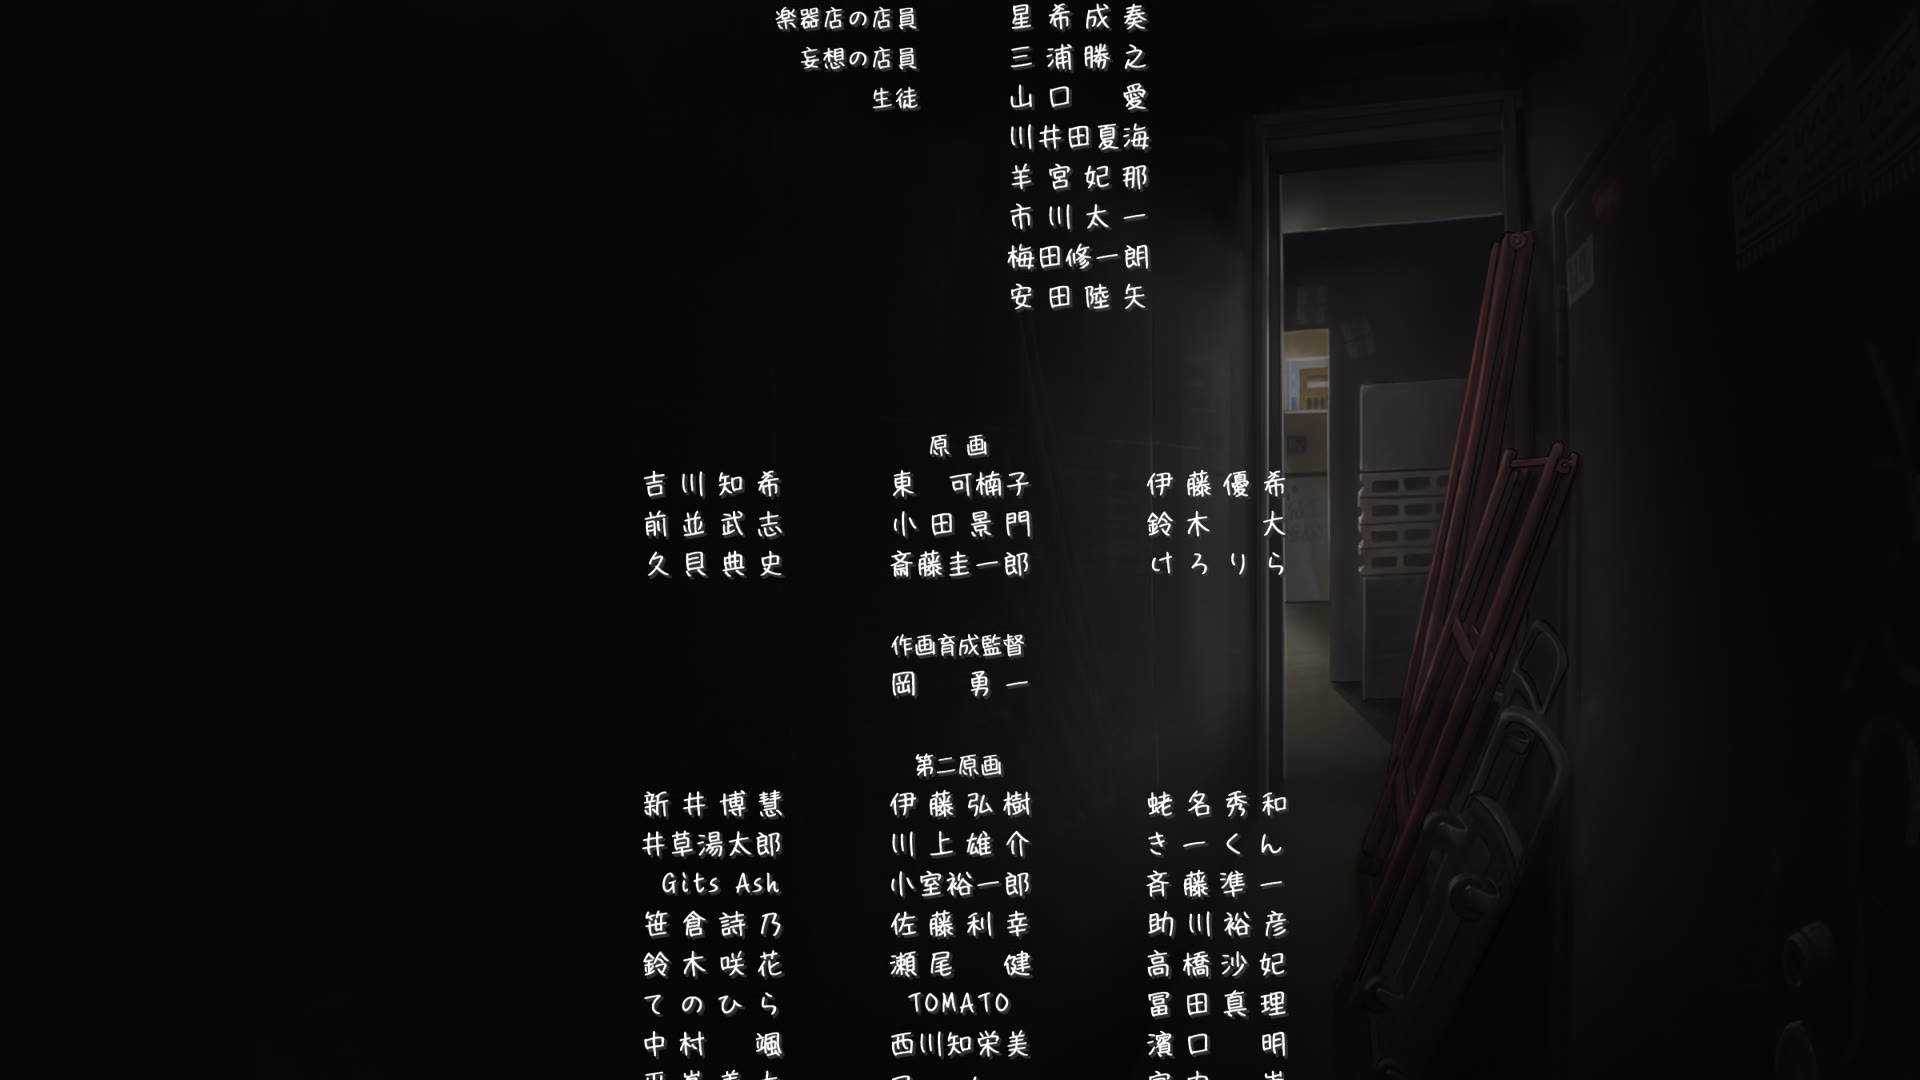 楽器店の店員 星希成奏
妄想の店員 三浦勝之
生徒 山口 愛
川井田夏海
羊宮妃那
市川太一
梅田修一朗
安田陸矢
原画
吉川知希 東 可楠子 伊藤優希
前並武志 小田景門 鈴木 大
久貝典史 斎藤圭一郎 けろりら
作画育成監督
岡 勇一
第二原画
新井博慧 伊藤弘樹 蛯名秀和
井草湯太郎 川上雄介 きーくん
Gits Ash 小室裕一郎 斉藤準一
笹倉詩乃 佐藤利幸 助川裕彦
鈴木咲花 瀬尾 健 高橋沙妃
てのひら TOMATO 冨田真理
中村 颯 西川知栄美 濱口 明